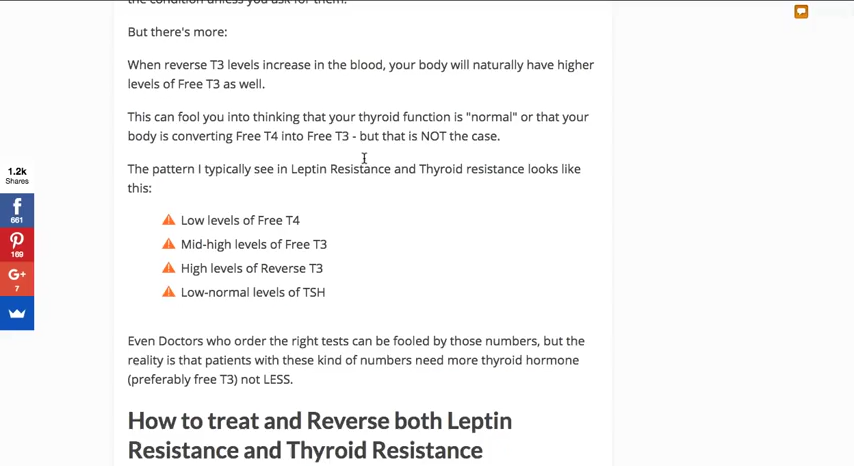 the condition unless you ask for them.
But there's more:
When reverse T3 levels increase in the blood, your body will naturally have higher
levels of Free T3 as well.
This can fool you into thinking that your thyroid function is "normal" or that your
body is converting Free T4 into Free T3 - but that is NOT the case.
The pattern I typically see in Leptin Resistance and Thyroid resistance looks like
this:
Low levels of Free T4
Mid-high levels of Free T3
High levels of Reverse T3
Low-normal levels of TSH
Even Doctors who order the right tests can be fooled by those numbers, but the
reality is that patients with these kind of numbers need more thyroid hormone
(preferably free T3) not LESS.
How to treat and Reverse both Leptin
Resistance and Thyroid Resistance
1.2k
Shares
f
661
169
G+
7